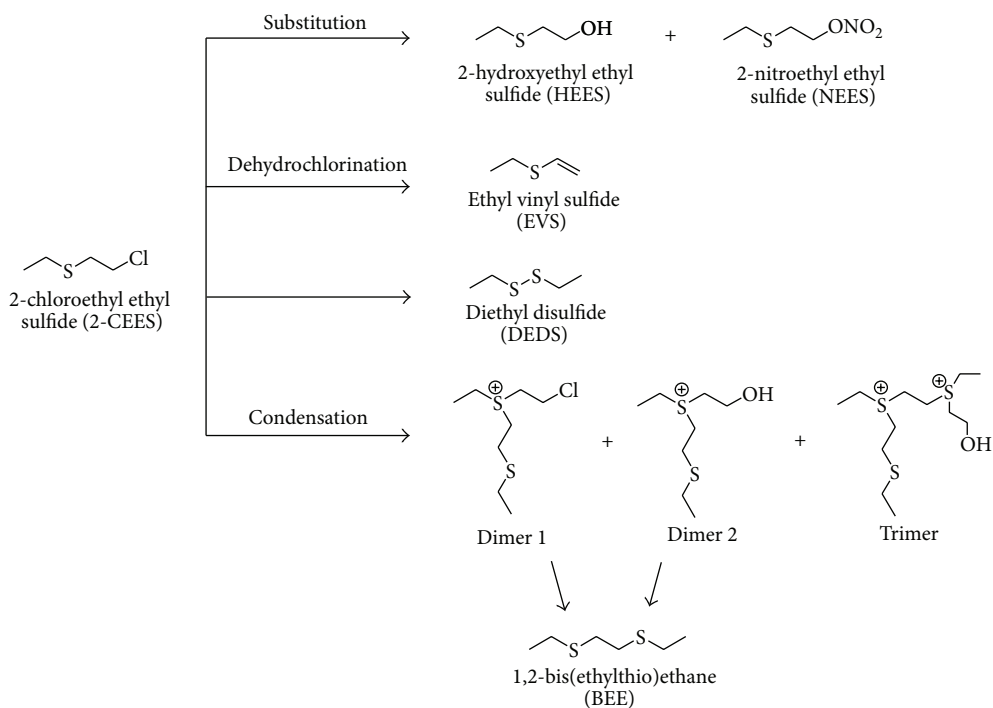 Substitution
S
OH
+
S
ONO2
2-hydroxyethyl ethyl
sulfide (HEES)
2-nitroethyl ethyl
sulfide (NEES)
Dehydrochlorination
S
Ethyl vinyl sulfide
(EVS)
S
Cl
2-chloroethyl ethyl
sulfide (2-CEES)
S
S
Diethyl disulfide
(DEDS)
Condensation
⊕
S
Cl
S
Dimer 1
+
⊕
S
OH
S
Dimer 2
+
⊕
S
⊕
S
OH
S
Trimer
S
S
1,2-bis(ethylthio)ethane
(BEE)